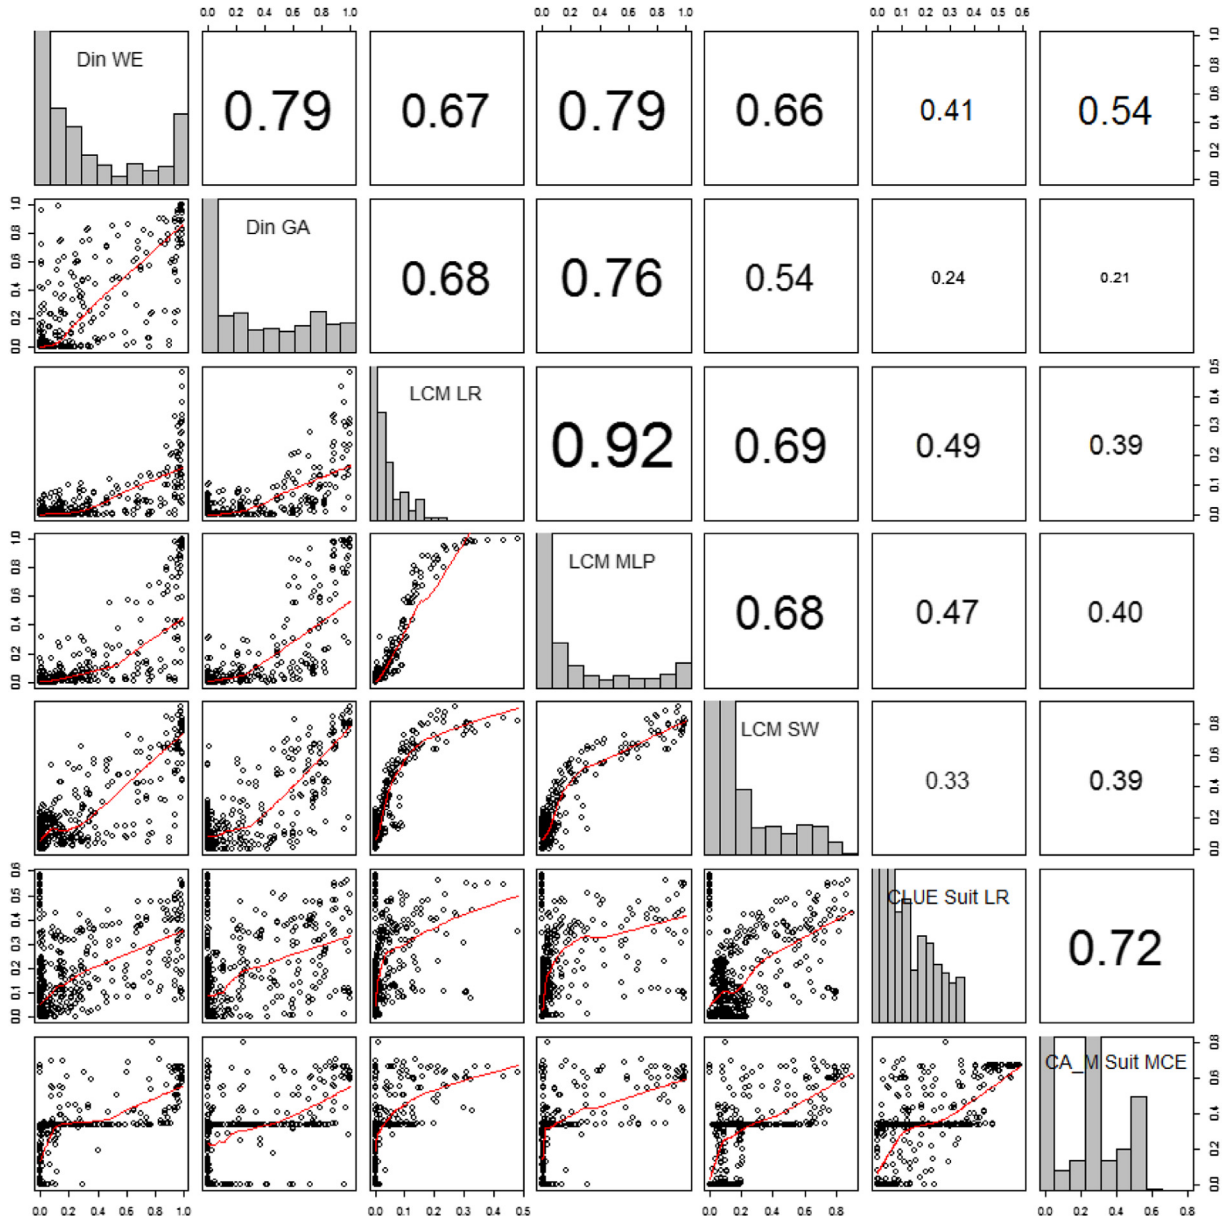 0.0 0.2 0.4 0.6 0.8 1.0 0.0 0.2 0.4 0.6 0.8 1.0 0.0 0.1 0.2 0.3 0.4 0.5 0.6
Din WE 0.79 0.67 0.79 0.66 0.41 0.54
0.0 0.2 0.4 0.6 0.8 1.0
0.0 0.2 0.4 0.6 0.8 1.0
Din GA 0.68 0.76 0.54 0.24 0.21
LCM LR 0.92 0.69 0.49 0.39
0.0 0.1 0.2 0.3 0.4 0.5
0.0 0.2 0.4 0.6 0.8 1.0
LCM MLP 0.68 0.47 0.40
LCM SW 0.33 0.39
0.0 0.2 0.4 0.6 0.8
0.0 0.1 0.2 0.3 0.4 0.5 0.6
CLUE Suit LR 0.72
CA_M Suit MCE
0.0 0.2 0.4 0.6 0.8
0.0 0.2 0.4 0.6 0.8 1.0 0.0 0.1 0.2 0.3 0.4 0.5 0.0 0.2 0.4 0.6 0.8 0.0 0.2 0.4 0.6 0.8